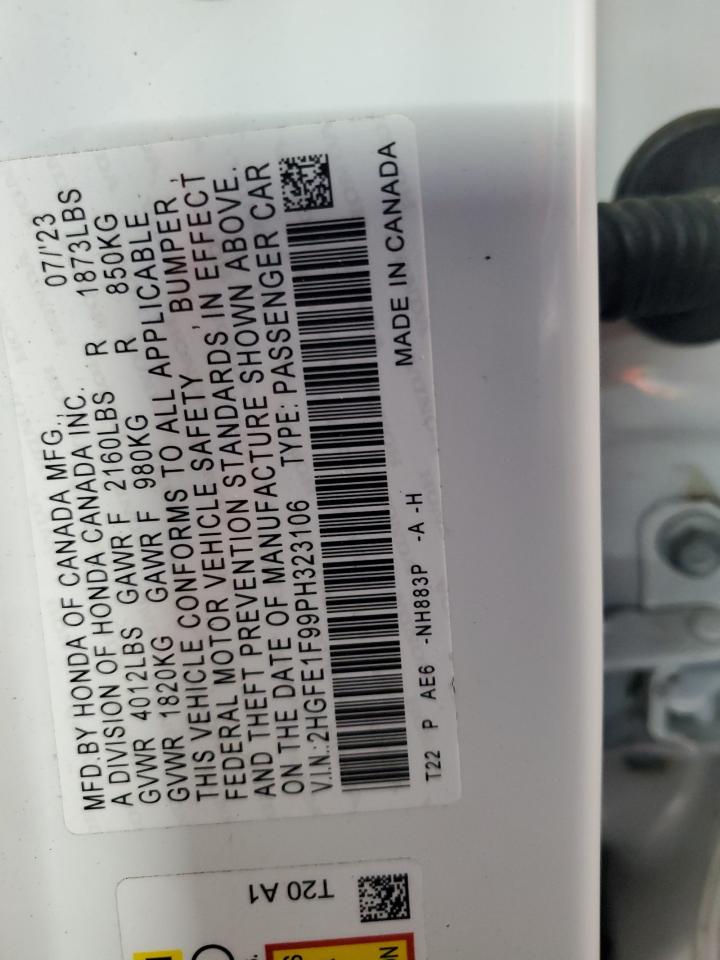 MFD.BY HONDA OF CANADA MFG., 07/'23
A DIVISION OF HONDA CANADA INC.
GVWR 4012LBS GAWR F 2160LBS R 1873LBS
GVWR 1820KG GAWR F 980KG R 850KG
THIS VEHICLE CONFORMS TO ALL APPLICABLE
FEDERAL MOTOR VEHICLE SAFETY, BUMPER,
AND THEFT PREVENTION STANDARDS IN EFFECT
ON THE DATE OF MANUFACTURE SHOWN ABOVE.
V.I.N.: 2HGFE1F99PH323106 TYPE: PASSENGER CAR
T22 P AE6 -NH883P -A -H
MADE IN CANADA
T20 A1